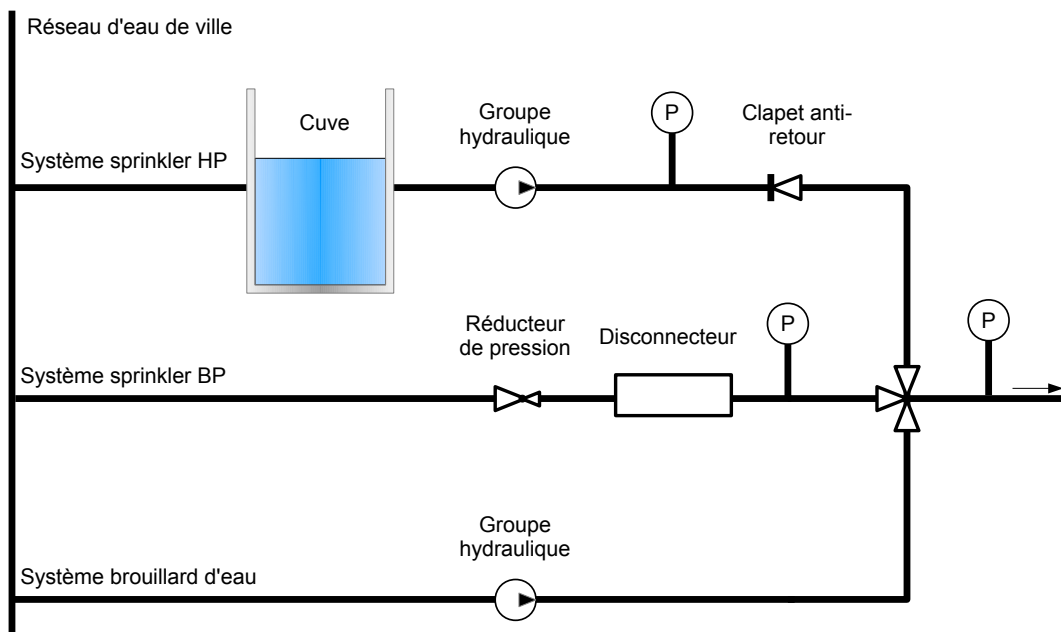 Réseau d'eau de ville
Cuve
Groupe
hydraulique
P
Clapet anti-
retour
Système sprinkler HP
Réducteur
de pression
Disconnecteur
P
P
Système sprinkler BP
Groupe
hydraulique
Système brouillard d'eau